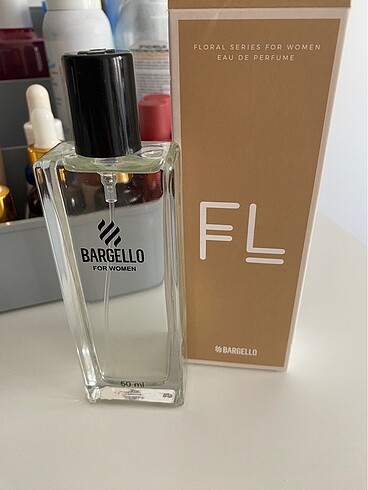 FLORAL SERIES FOR WOMEN
EAU DE PERFUME
FL
BARGELLO
BARGELLO
FOR WOMEN
50 ml